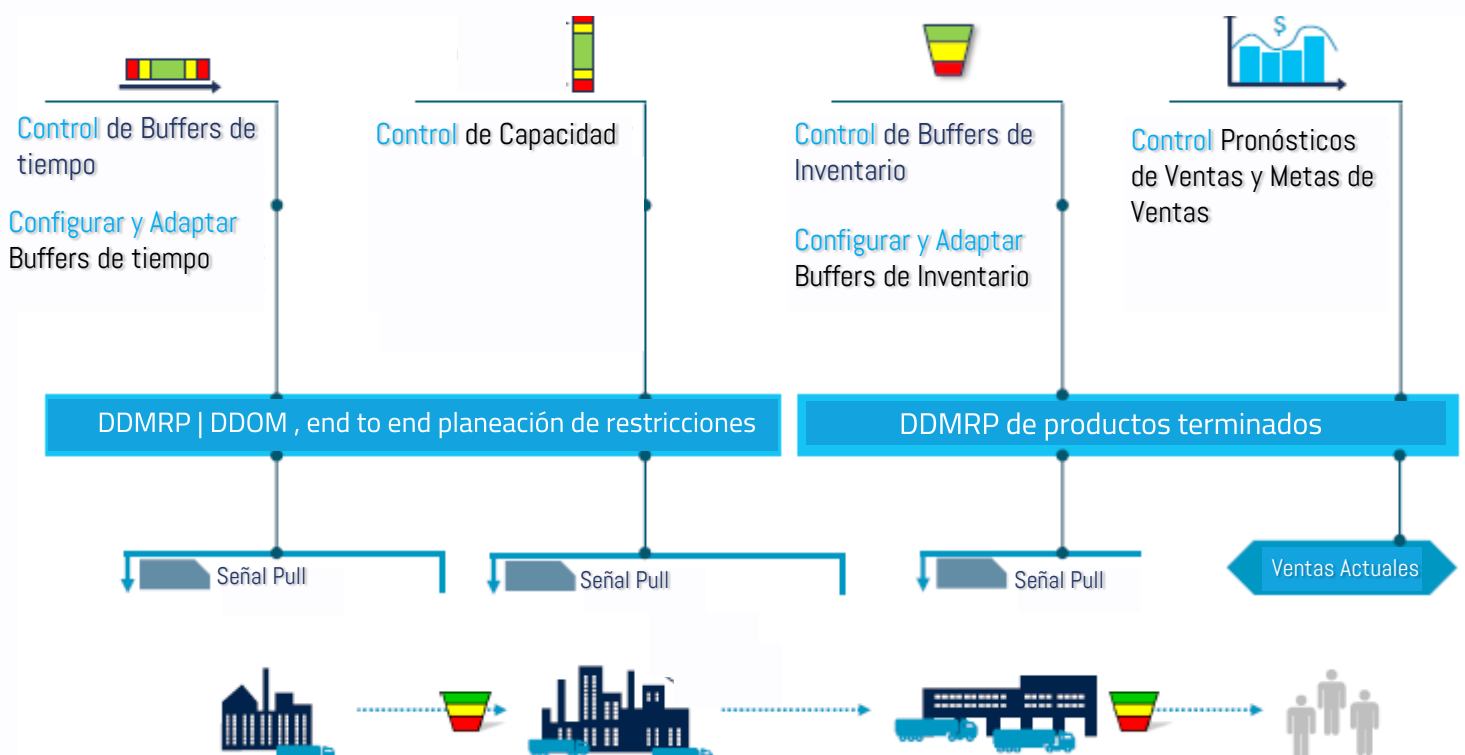 $
Control de Buffers de
tiempo
Configurar y Adaptar
Buffers de tiempo
Control de Capacidad
Control de Buffers de
Inventario
Configurar y Adaptar
Buffers de Inventario
Control Pronósticos
de Ventas y Metas de
Ventas
DDMRP | DDOM , end to end planeación de restricciones
DDMRP de productos terminados
Señal Pull
Señal Pull
Señal Pull
Ventas Actuales